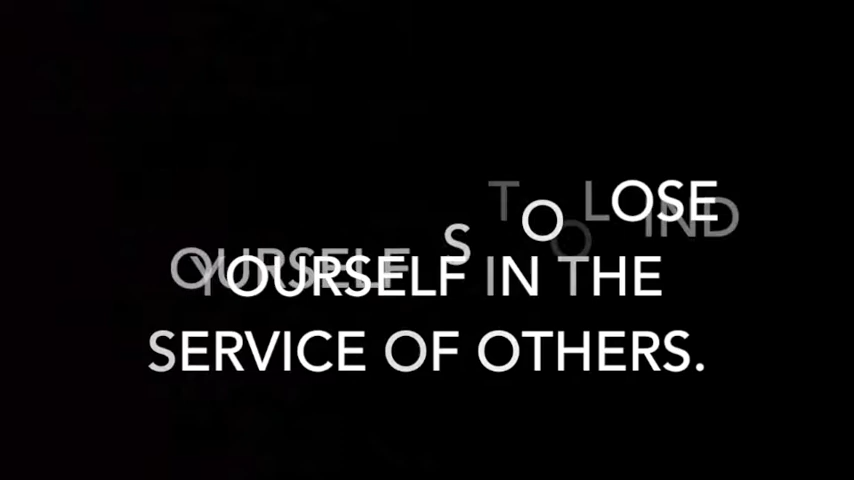 S TO LOSE
YOURSELF IN THE
SERVICE OF OTHERS.